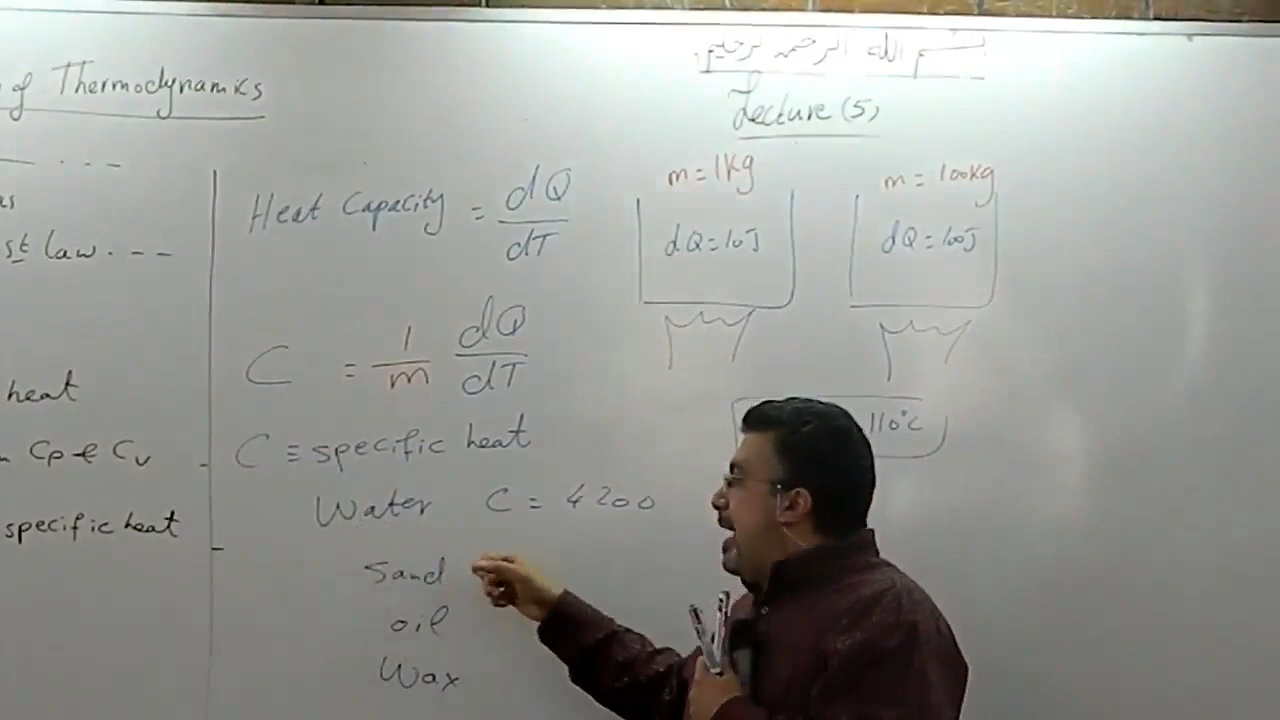 بسم الله الرحمن الرحيم
Lecture (5)
of Thermodynamics
as
st law. ---
heat
Cp & Cv
specific heat
Heat Capacity = dQ/dT
C = 1/m dQ/dT
C ≡ specific heat
Water C = 4200
Sand
oil
Wax
m = 1kg
dQ = 10J
m = 100kg
dQ = 100J
110°C